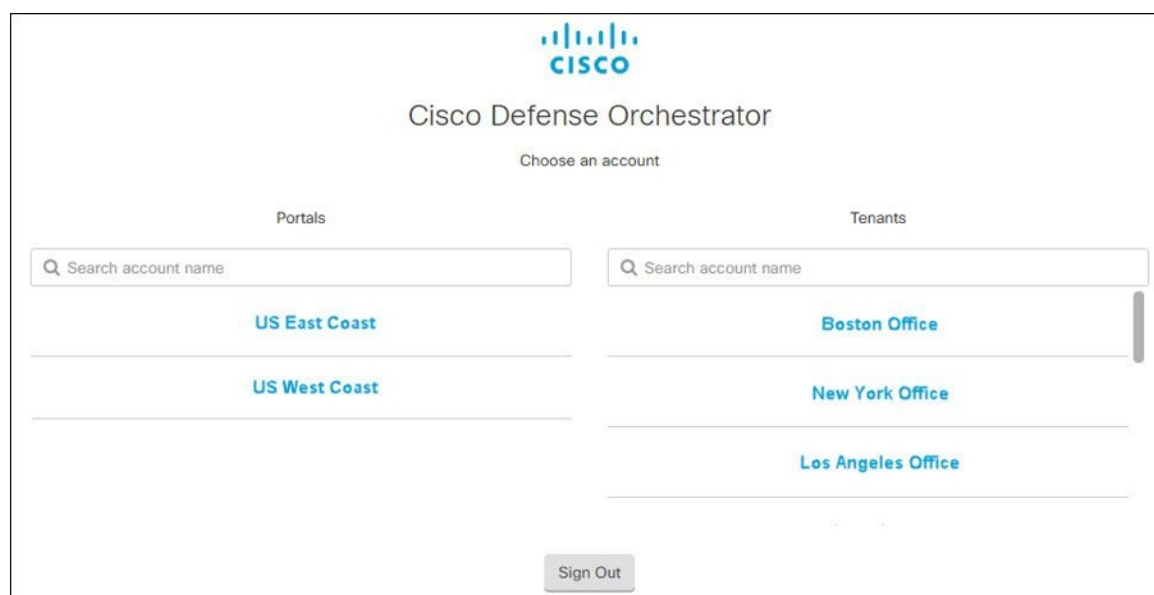 CISCO
Cisco Defense Orchestrator
Choose an account
Portals
Tenants
Search account name
Search account name
US East Coast
Boston Office
US West Coast
New York Office
Los Angeles Office
Sign Out